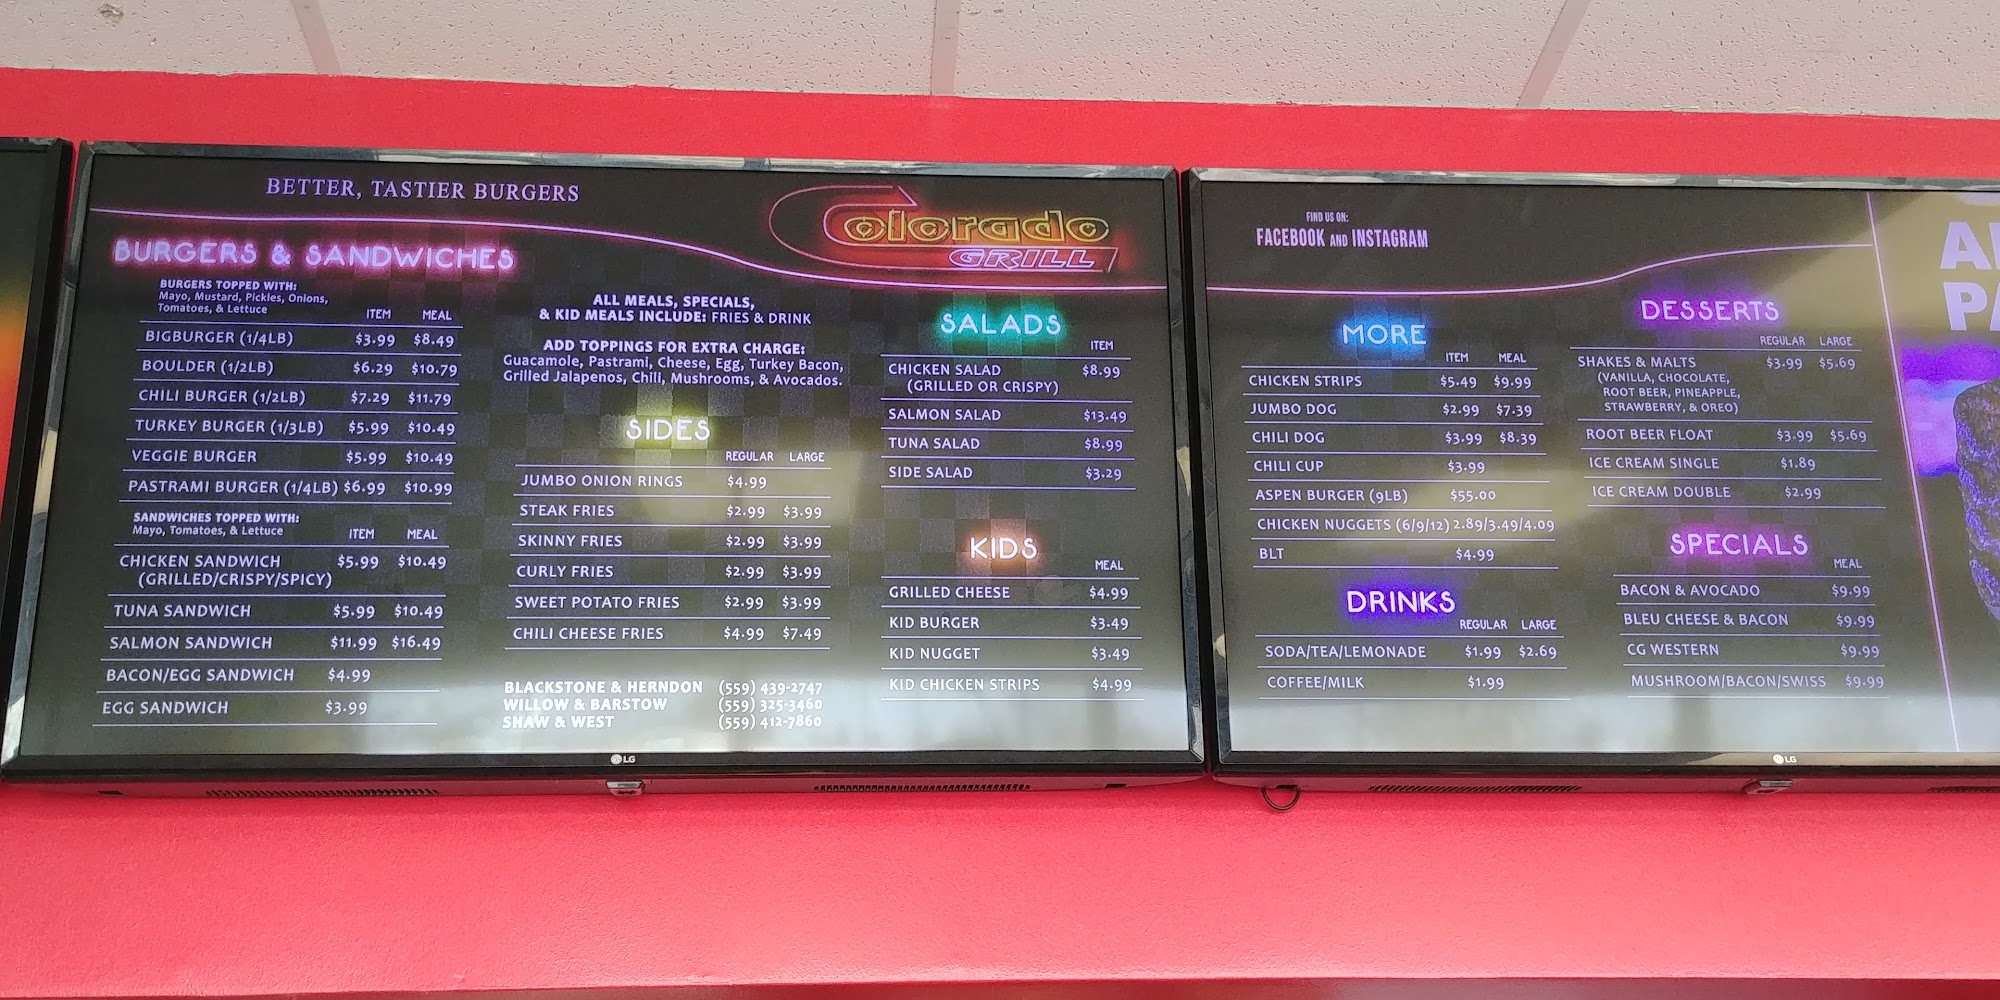 BETTER, TASTIER BURGERS
Colorado
GRILL
BURGERS & SANDWICHES
BURGERS TOPPED WITH:
Mayo, Mustard, Pickles, Onions,
Tomatoes, & Lettuce
ITEM MEAL
BIGBURGER (1/4LB) $3.99 $8.49
BOULDER (1/2LB) $6.29 $10.79
CHILI BURGER (1/2LB) $7.29 $11.79
TURKEY BURGER (1/3LB) $5.99 $10.49
VEGGIE BURGER $5.99 $10.49
PASTRAMI BURGER (1/4LB) $6.99 $10.99
SANDWICHES TOPPED WITH:
Mayo, Tomatoes, & Lettuce
ITEM MEAL
CHICKEN SANDWICH $5.99 $10.49
(GRILLED/CRISPY/SPICY)
TUNA SANDWICH $5.99 $10.49
SALMON SANDWICH $11.99 $16.49
BACON/EGG SANDWICH $4.99
EGG SANDWICH $3.99
ALL MEALS, SPECIALS,
& KID MEALS INCLUDE: FRIES & DRINK
ADD TOPPINGS FOR EXTRA CHARGE:
Guacamole, Pastrami, Cheese, Egg, Turkey Bacon,
Grilled Jalapenos, Chili, Mushrooms, & Avocados.
SIDES
REGULAR LARGE
JUMBO ONION RINGS $4.99
STEAK FRIES $2.99 $3.99
SKINNY FRIES $2.99 $3.99
CURLY FRIES $2.99 $3.99
SWEET POTATO FRIES $2.99 $3.99
CHILI CHEESE FRIES $4.99 $7.49
BLACKSTONE & HERNDON (559) 439-2747
WILLOW & BARSTOW (559) 325-3460
SHAW & WEST (559) 412-7860
SALADS
ITEM
CHICKEN SALAD $8.99
(GRILLED OR CRISPY)
SALMON SALAD $13.49
TUNA SALAD $8.99
SIDE SALAD $3.29
KIDS
MEAL
GRILLED CHEESE $4.99
KID BURGER $3.49
KID NUGGET $3.49
KID CHICKEN STRIPS $4.99
LG
FIND US ON:
FACEBOOK AND INSTAGRAM
MORE
ITEM MEAL
CHICKEN STRIPS $5.49 $9.99
JUMBO DOG $2.99 $7.39
CHILI DOG $3.99 $8.39
CHILI CUP $3.99
ASPEN BURGER (9LB) $55.00
CHICKEN NUGGETS (6/9/12) 2.89/3.49/4.09
BLT $4.99
DRINKS
REGULAR LARGE
SODA/TEA/LEMONADE $1.99 $2.69
COFFEE/MILK $1.99
DESSERTS
REGULAR LARGE
SHAKES & MALTS $3.99 $5.69
(VANILLA, CHOCOLATE,
ROOT BEER, PINEAPPLE,
STRAWBERRY, & OREO)
ROOT BEER FLOAT $3.99 $5.69
ICE CREAM SINGLE $1.89
ICE CREAM DOUBLE $2.99
SPECIALS
MEAL
BACON & AVOCADO $9.99
BLEU CHEESE & BACON $9.99
CG WESTERN $9.99
MUSHROOM/BACON/SWISS $9.99
LG